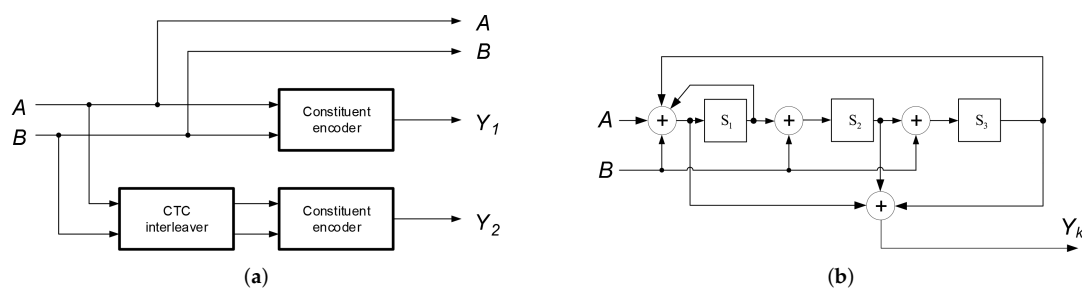 A
B
A
B
Constituent
encoder
Y1
CTC
interleaver
Constituent
encoder
Y2
(a)
+
S1
+
S2
+
S3
A
B
+
Yk
(b)